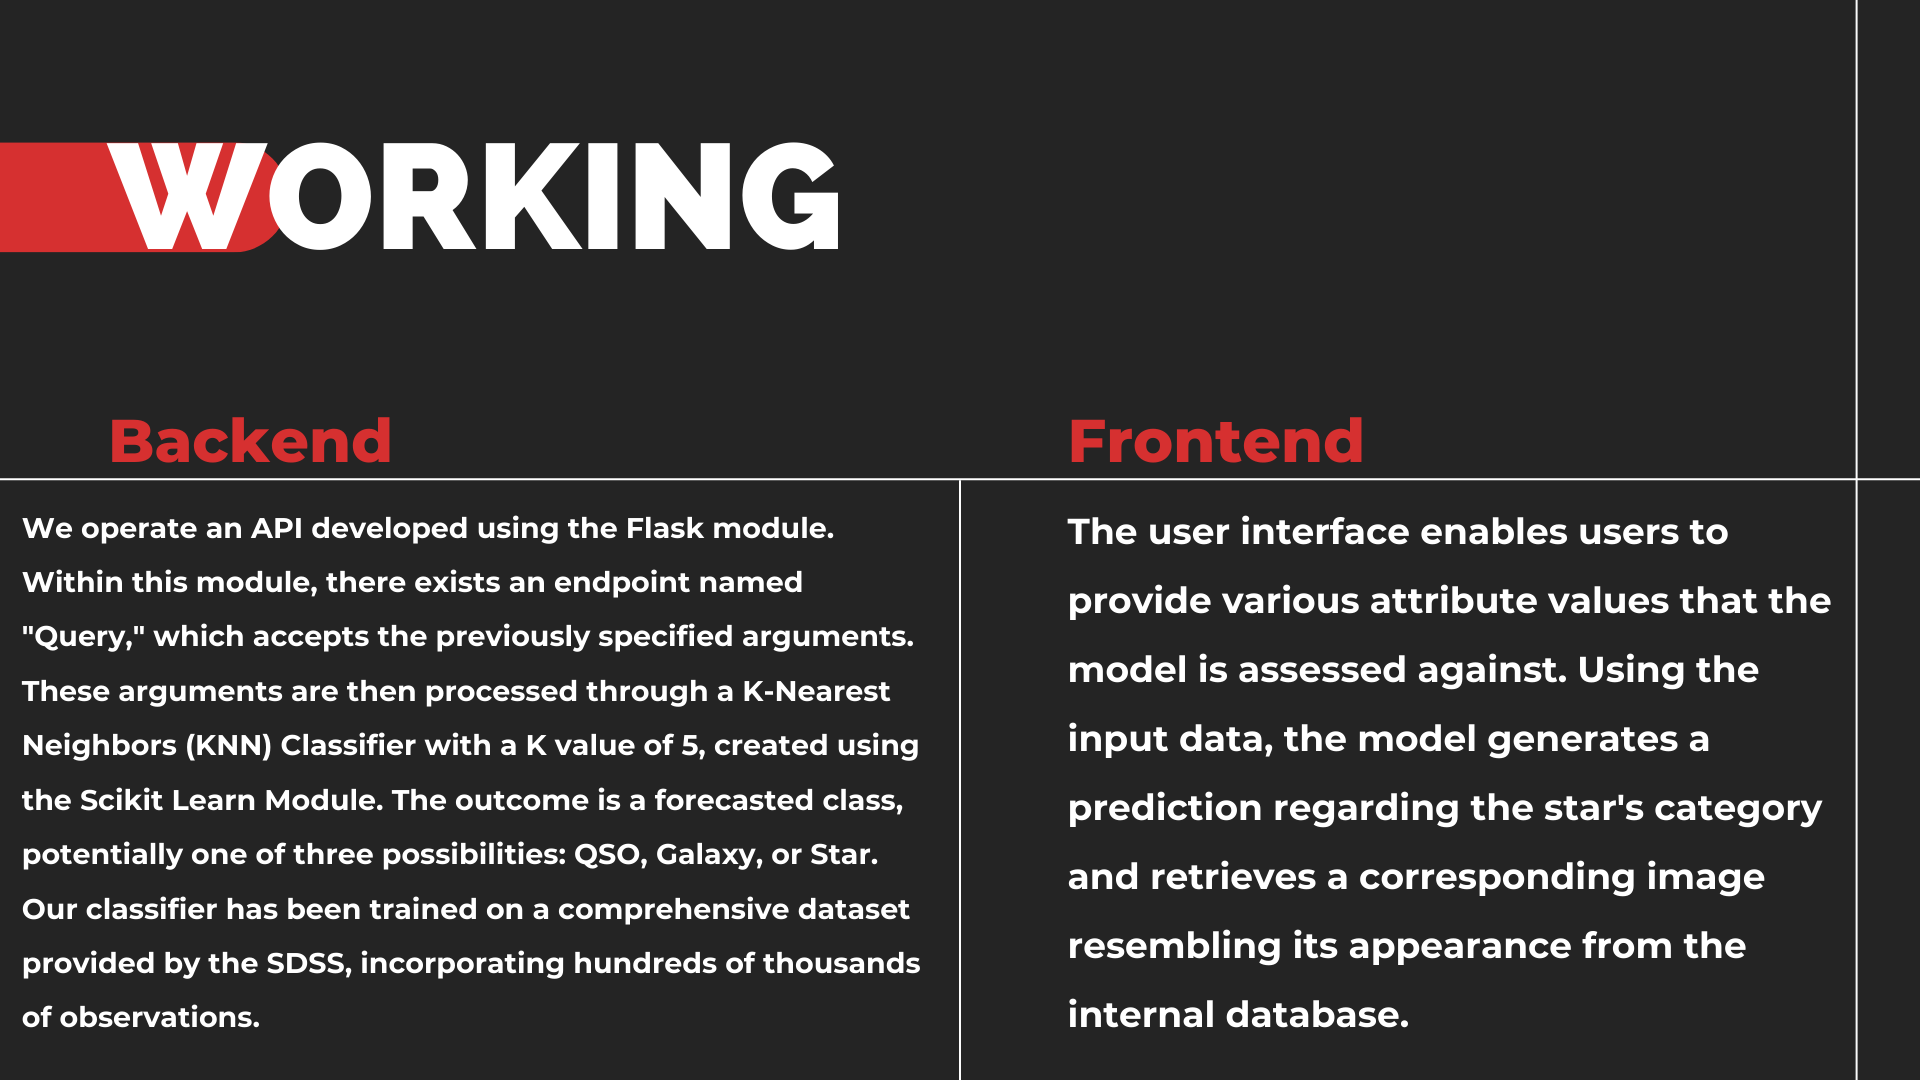 WORKING
Backend
We operate an API developed using the Flask module.
Within this module, there exists an endpoint named
"Query," which accepts the previously specified arguments.
These arguments are then processed through a K-Nearest
Neighbors (KNN) Classifier with a K value of 5, created using
the Scikit Learn Module. The outcome is a forecasted class,
potentially one of three possibilities: QSO, Galaxy, or Star.
Our classifier has been trained on a comprehensive dataset
provided by the SDSS, incorporating hundreds of thousands
of observations.
Frontend
The user interface enables users to
provide various attribute values that the
model is assessed against. Using the
input data, the model generates a
prediction regarding the star's category
and retrieves a corresponding image
resembling its appearance from the
internal database.